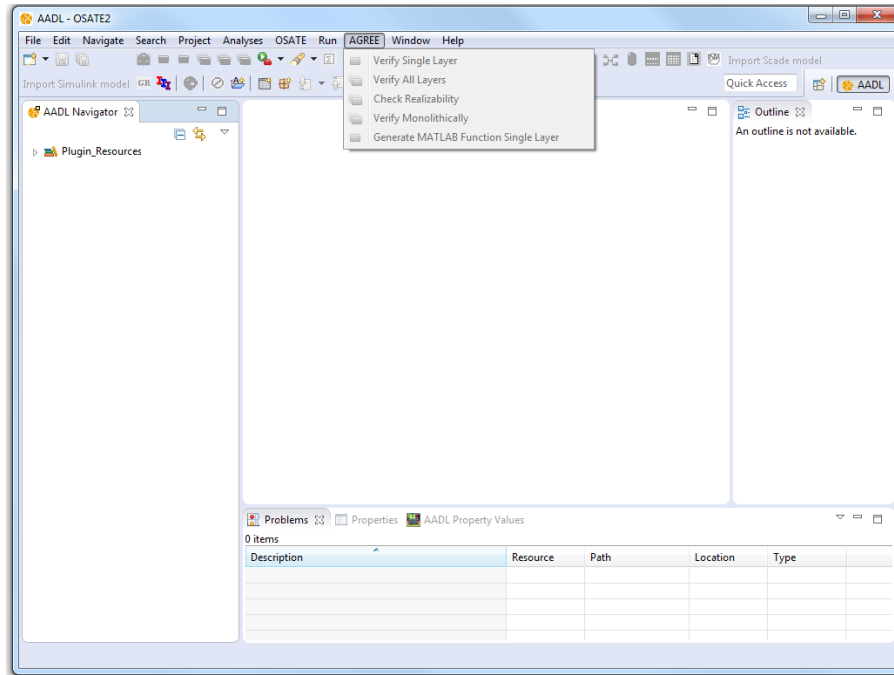 AADL - OSATE2
File Edit Navigate Search Project Analyses OSATE Run AGREE Window Help
Verify Single Layer
Verify All Layers
Check Realizability
Verify Monolithically
Generate MATLAB Function Single Layer
Import Scade model
Import Simulink model GR
Quick Access
AADL
AADL Navigator
Plugin_Resources
Outline
An outline is not available.
Problems Properties AADL Property Values
0 items
Description Resource Path Location Type